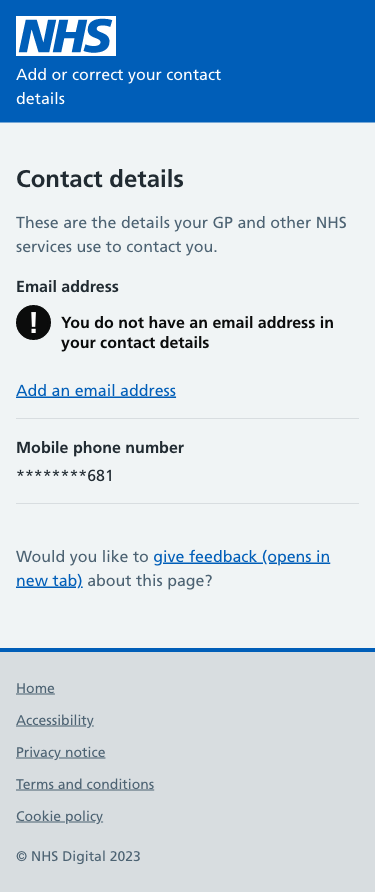 NHS
Add or correct your contact
details
Contact details
These are the details your GP and other NHS
services use to contact you.
Email address
!
You do not have an email address in
your contact details
Add an email address
Mobile phone number
********681
Would you like to give feedback (opens in
new tab) about this page?
Home
Accessibility
Privacy notice
Terms and conditions
Cookie policy
© NHS Digital 2023